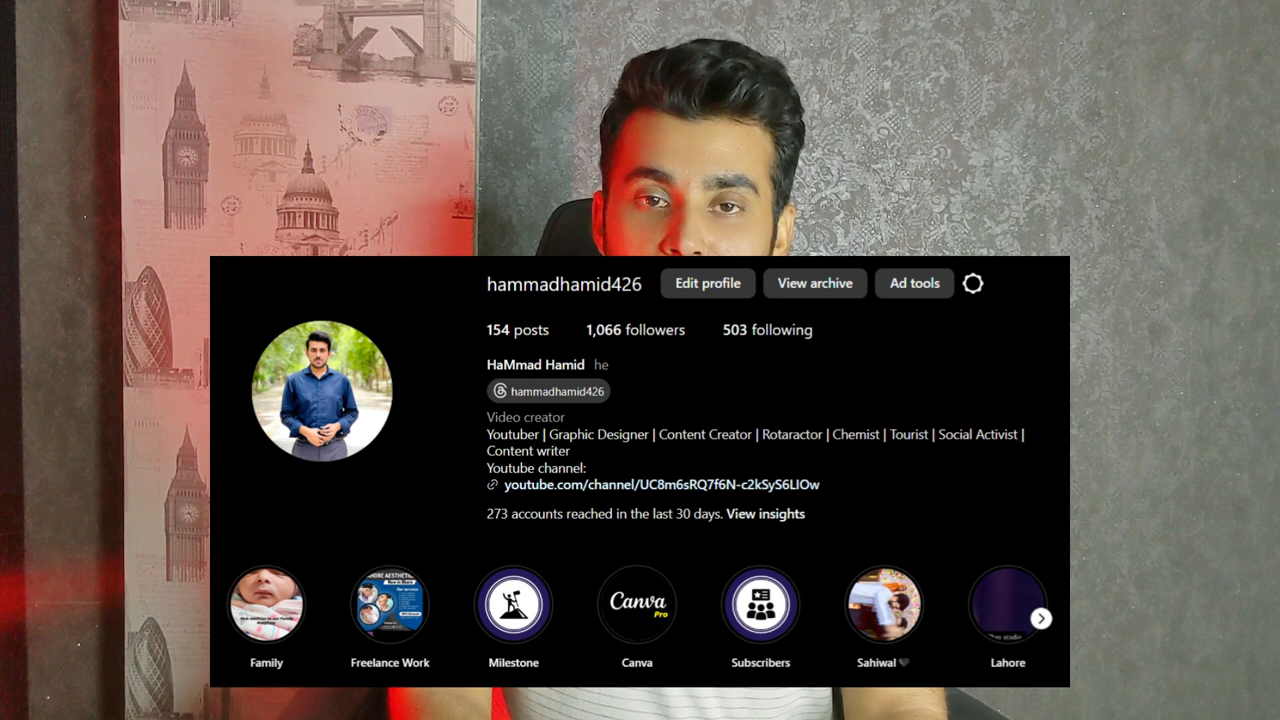 hammadhamid426 Edit profile View archive Ad tools
154 posts 1,066 followers 503 following
HaMmad Hamid he
hammadhamid426
Video creator
Youtuber | Graphic Designer | Content Creator | Rotaractor | Chemist | Tourist | Social Activist |
Content writer
Youtube channel:
youtube.com/channel/UC8m6sRQ7f6N-c2kSyS6LIOw
273 accounts reached in the last 30 days. View insights
Canva
Pro
Family Freelance Work Milestone Canva Subscribers Sahiwal🖤 Lahore